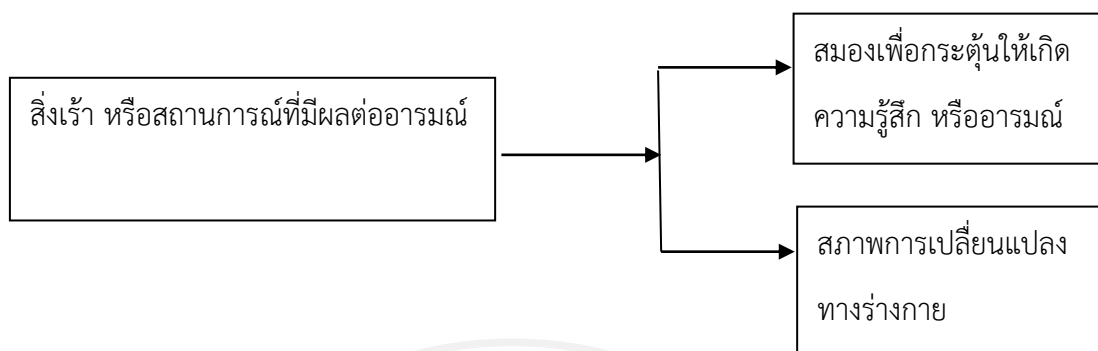 สิ่งเร้า หรือสถานการณ์ที่มีผลต่ออารมณ์
สมองเพื่อกระตุ้นให้เกิด
ความรู้สึก หรืออารมณ์
สภาพการเปลี่ยนแปลง
ทางร่างกาย